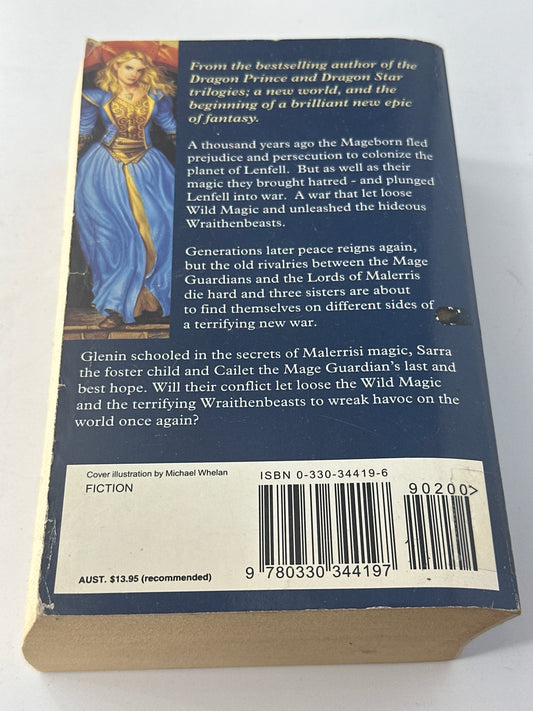 From the bestselling author of the
Dragon Prince and Dragon Star
trilogies; a new world, and the
beginning of a brilliant new epic
of fantasy.
A thousand years ago the Mageborn fled
prejudice and persecution to colonize the
planet of Lenfell. But as well as their
magic they brought hatred - and plunged
Lenfell into war. A war that let loose
Wild Magic and unleashed the hideous
Wraithenbeasts.
Generations later peace reigns again,
but the old rivalries between the Mage
Guardians and the Lords of Malerris
die hard and three sisters are about
to find themselves on different sides of
a terrifying new war.
Glenin schooled in the secrets of Malerrisi magic, Sarra
the foster child and Cailet the Mage Guardian's last and
best hope. Will their conflict let loose the Wild Magic
and the terrifying Wraithenbeasts to wreak havoc on the
world once again?
Cover illustration by Michael Whelan
FICTION
AUST. $13.95 (recommended)
ISBN 0-330-34419-6
90200>
9 780330 344197